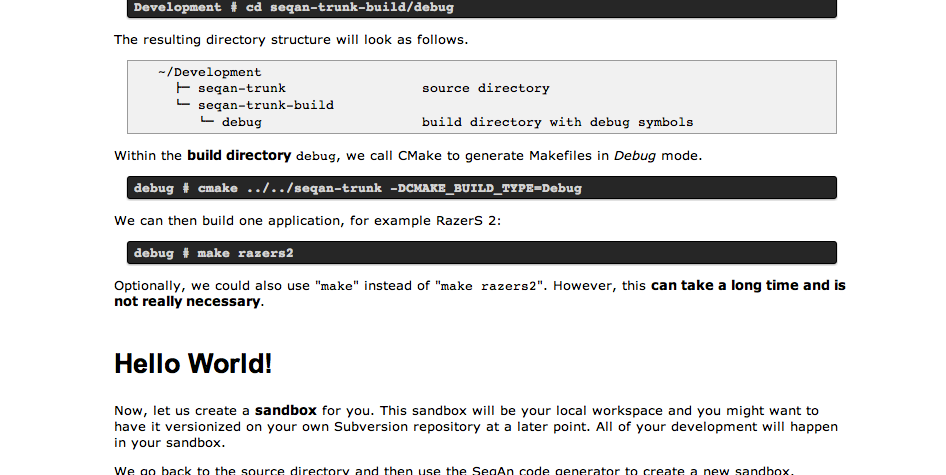 Development # cd seqan-trunk-build/debug
The resulting directory structure will look as follows.
~/Development
├─ seqan-trunk source directory
└─ seqan-trunk-build
└─ debug build directory with debug symbols
Within the build directory debug, we call CMake to generate Makefiles in Debug mode.
debug # cmake ../../seqan-trunk -DCMAKE_BUILD_TYPE=Debug
We can then build one application, for example RazerS 2:
debug # make razers2
Optionally, we could also use "make" instead of "make razers2". However, this can take a long time and is
not really necessary.
Hello World!
Now, let us create a sandbox for you. This sandbox will be your local workspace and you might want to
have it versionized on your own Subversion repository at a later point. All of your development will happen
in your sandbox.
We go back to the source directory and then use the SeqAn code generator to create a new sandbox.